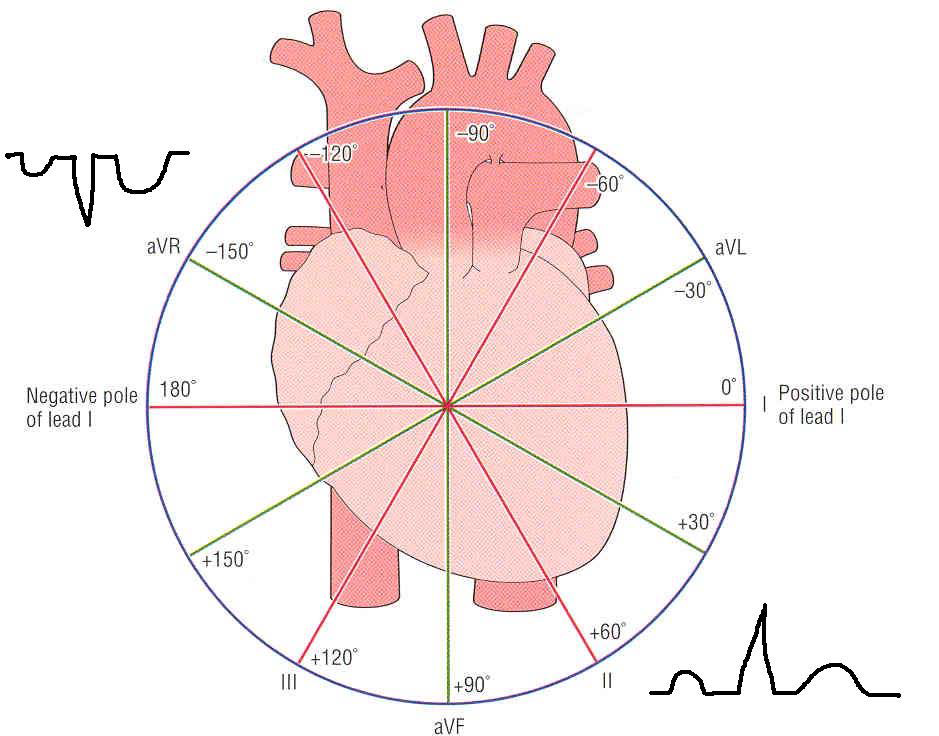 –90°
–120°
–60°
aVR
–150°
aVL
–30°
Negative pole
of lead I
180°
0°
I
Positive pole
of lead I
+150°
+30°
+120°
III
+90°
aVF
+60°
II